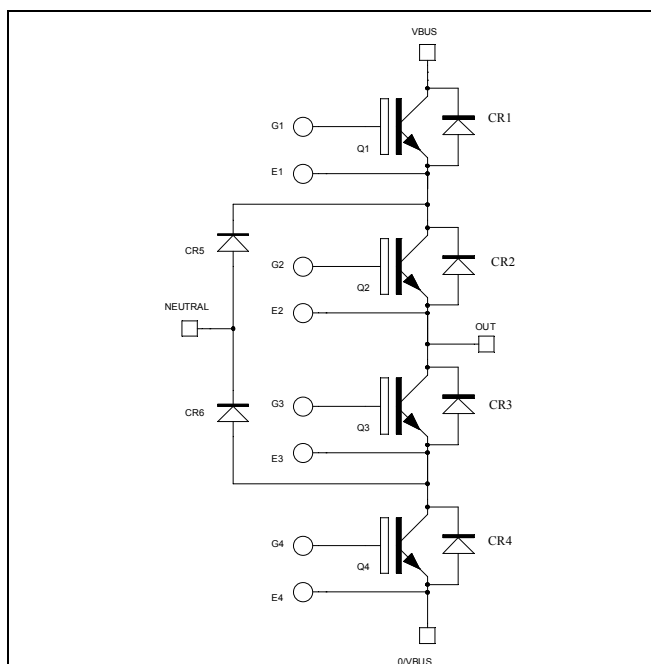 VBUS
G1
Q1
CR1
E1
CR5
G2
Q2
CR2
E2
NEUTRAL
OUT
G3
Q3
CR3
CR6
E3
G4
Q4
CR4
E4
0/VBUS